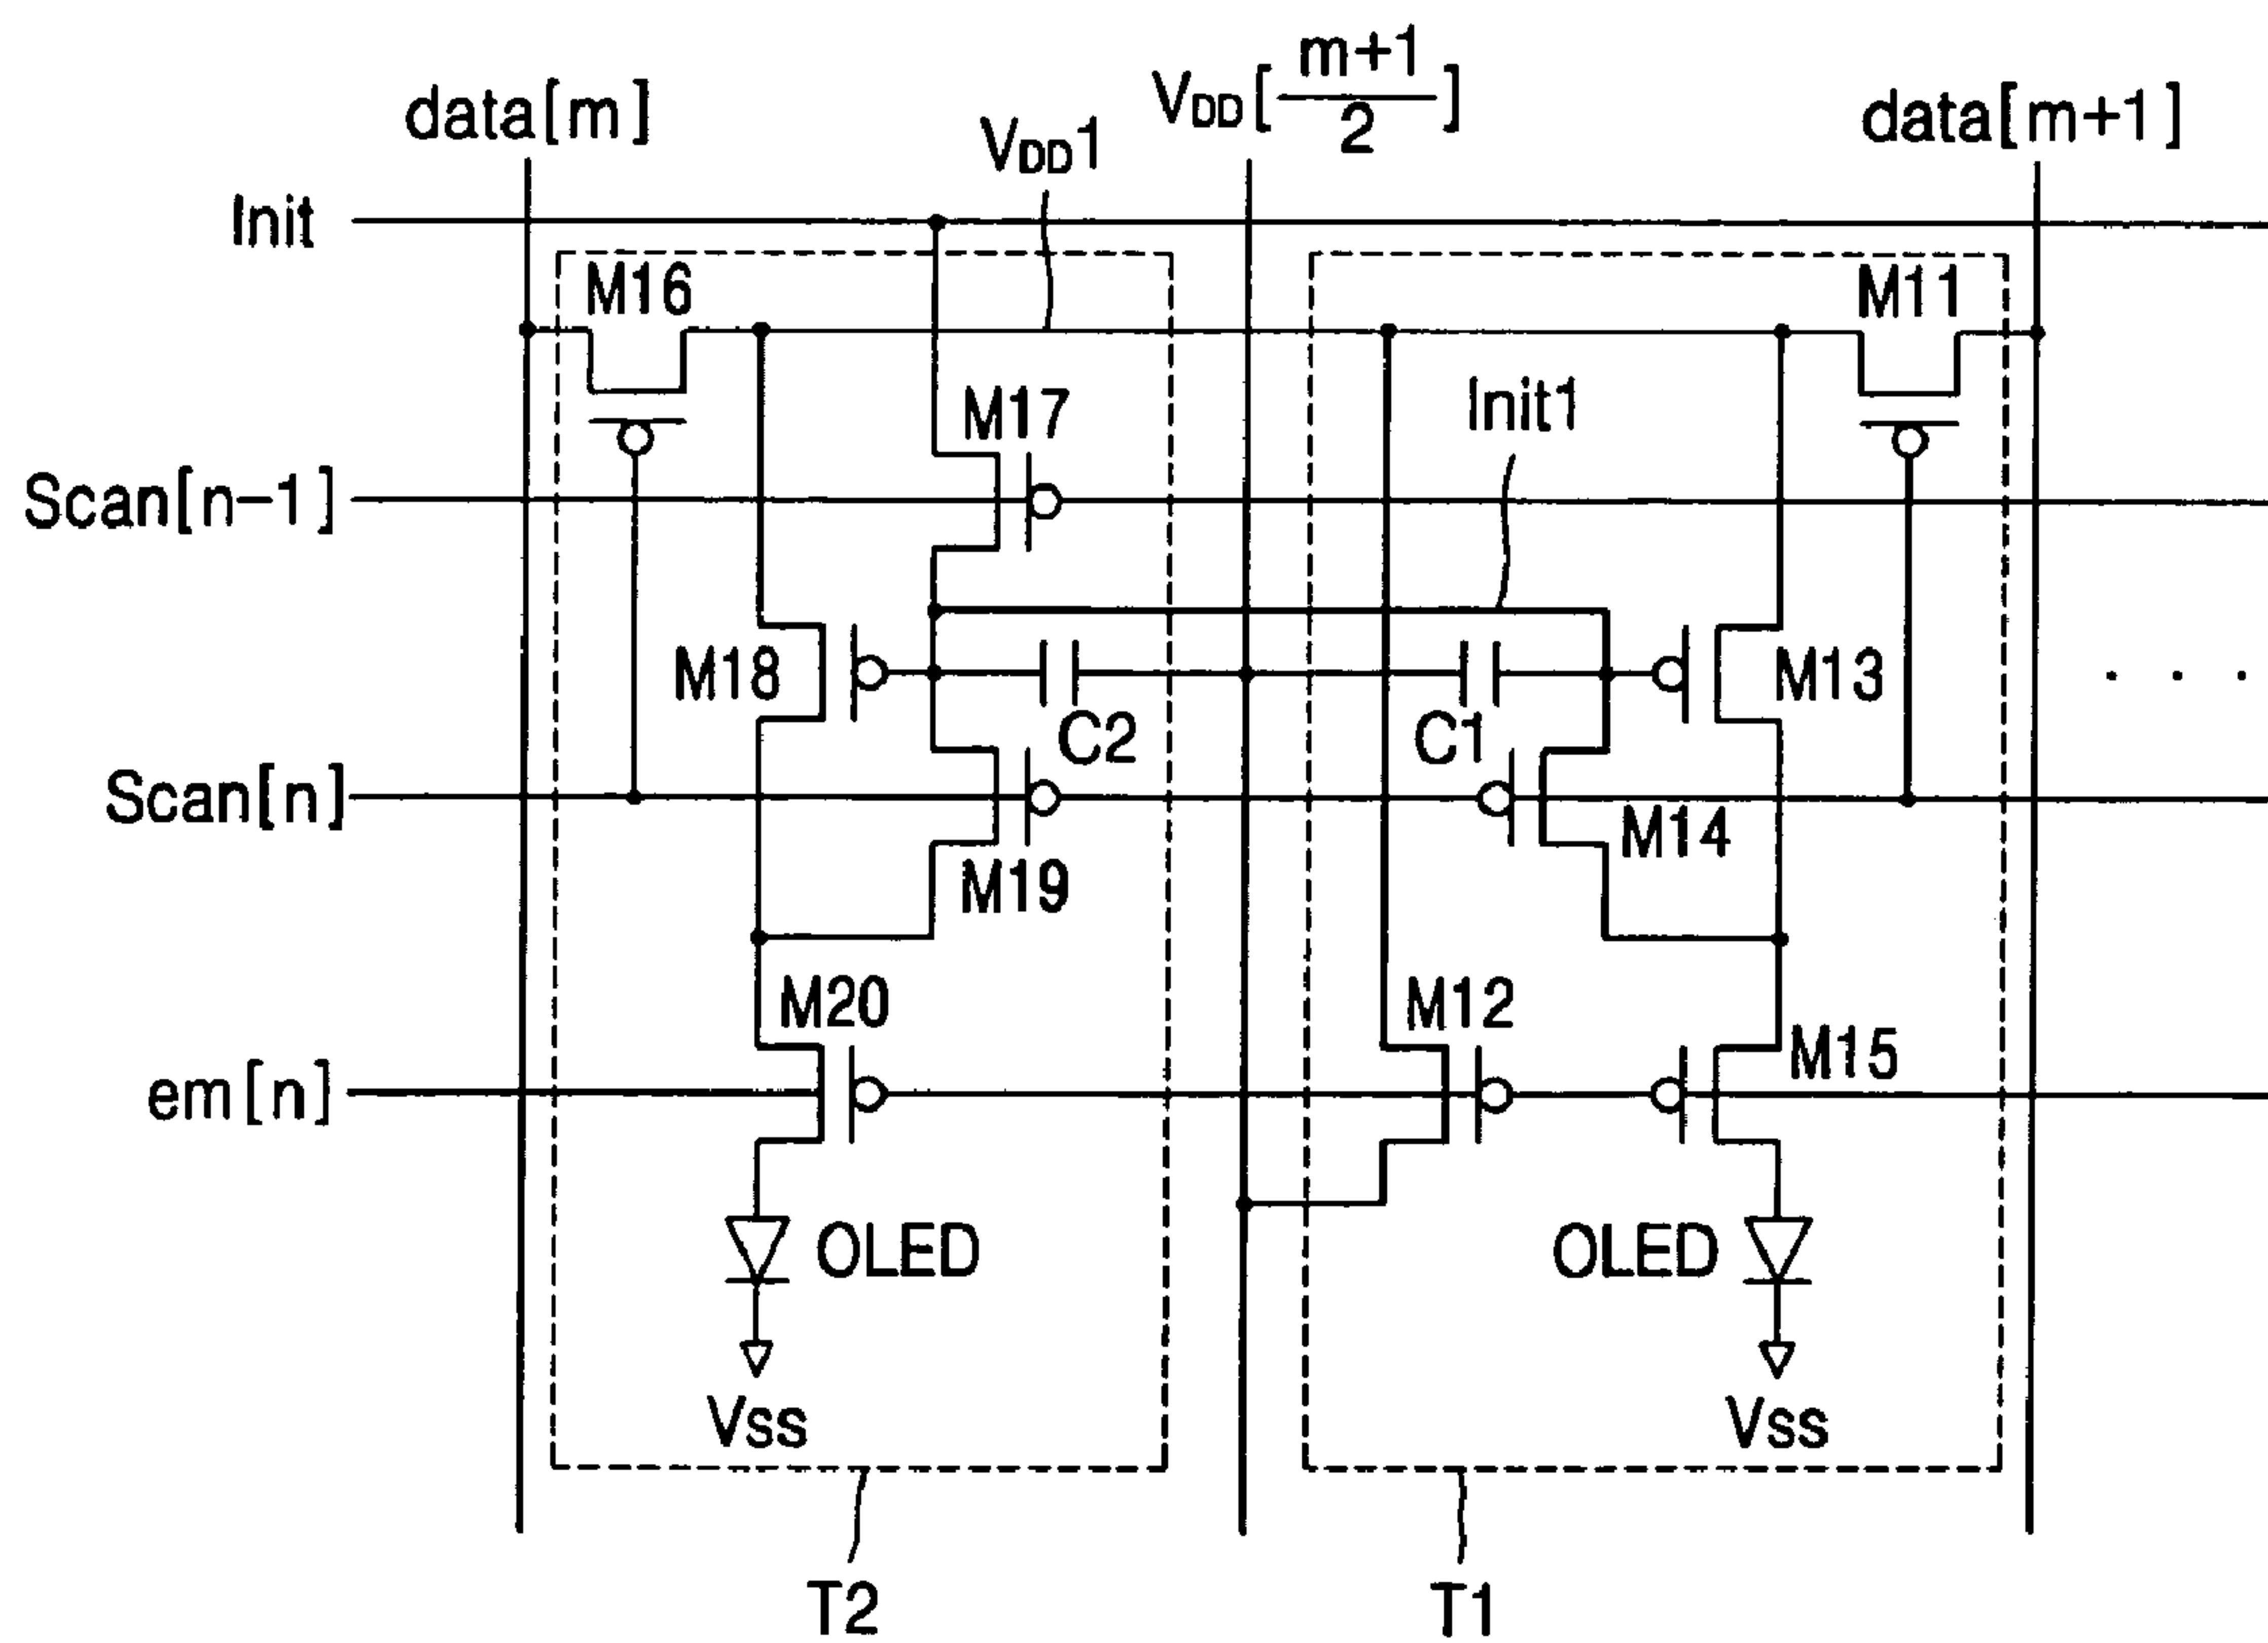 data[m]
VDD1
VDD[m+1/2]
data[m+1]
Init
M16
M11
M17
Init1
Scan[n-1]
M18
M13
. . .
C2
C1
Scan[n]
M14
M19
M20
M12
M15
em[n]
OLED
OLED
VSS
VSS
T2
T1